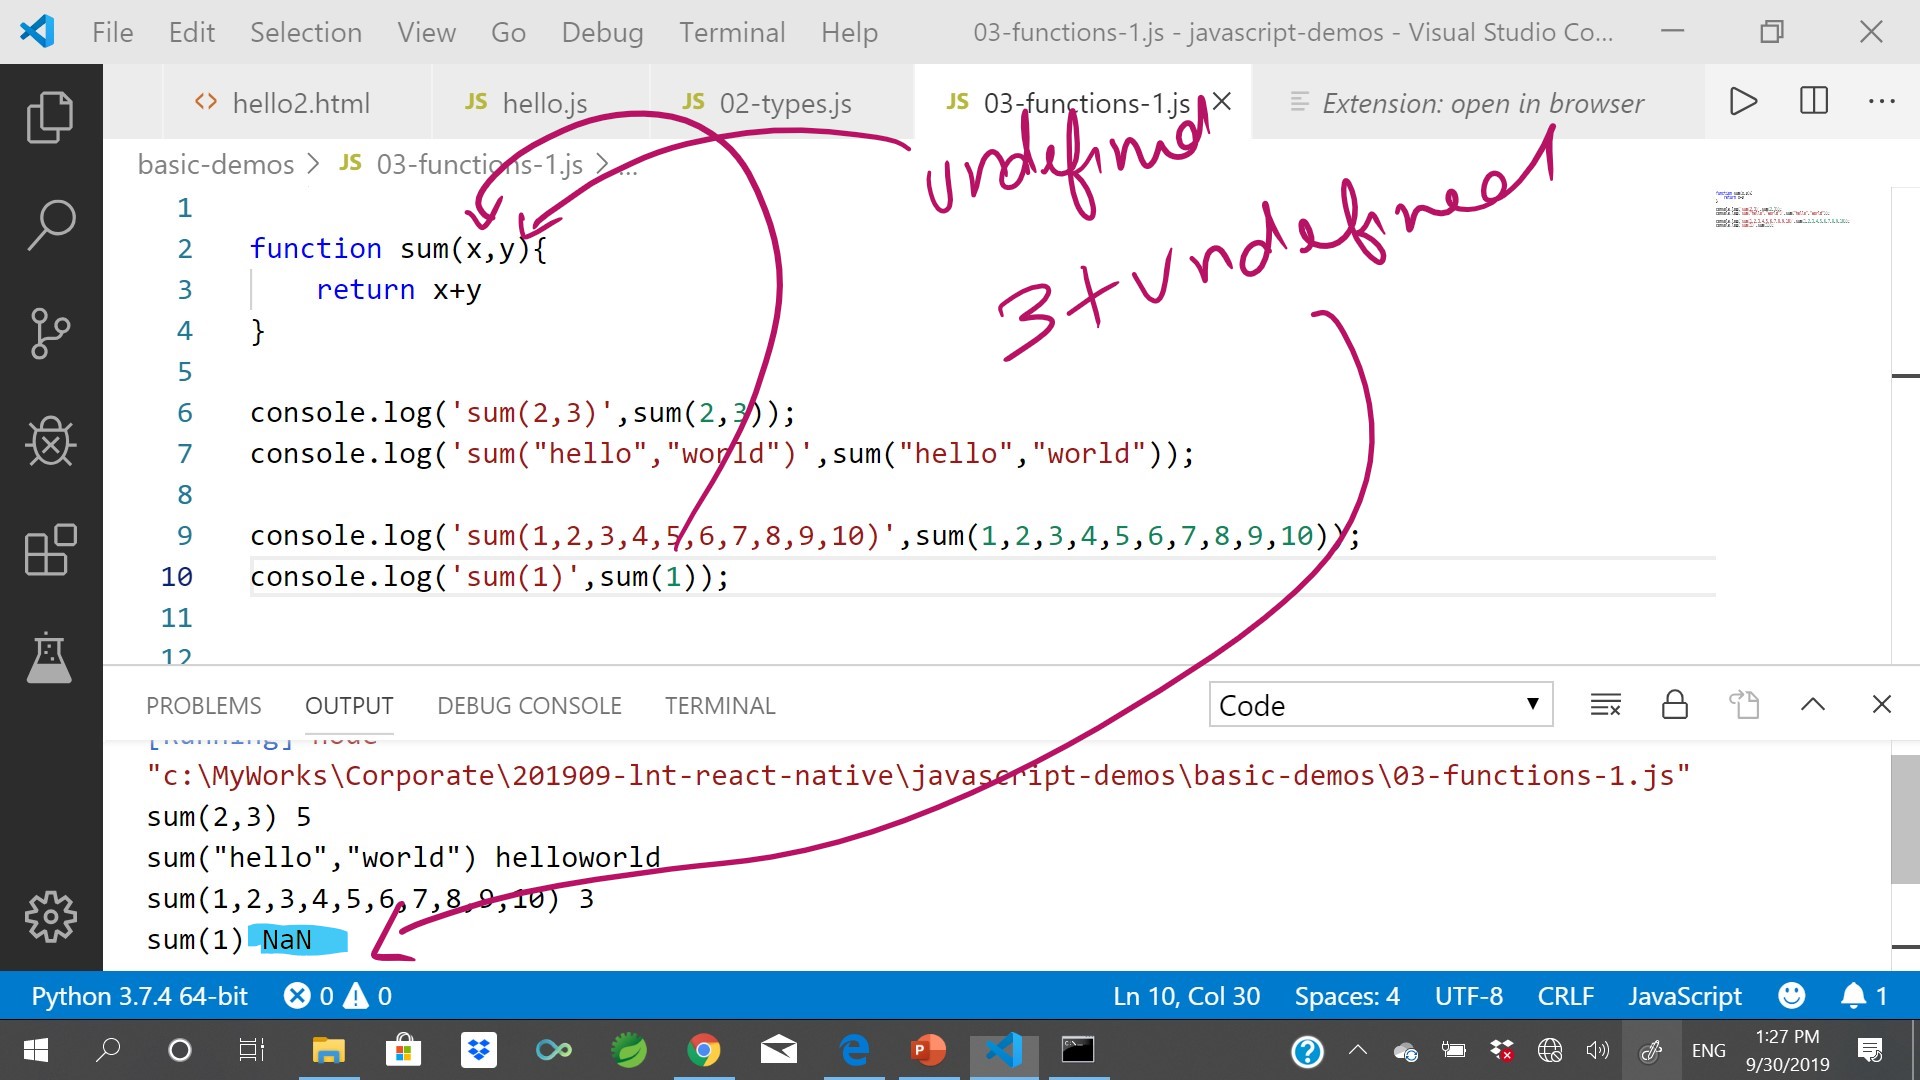 File Edit Selection View Go Debug Terminal Help 03-functions-1.js - javascript-demos - Visual Studio Co...
<> hello2.html JS hello.js JS 02-types.js JS 03-functions-1.js Extension: open in browser
basic-demos > JS 03-functions-1.js > ...
undefined
3+undefined
1
2 function sum(x,y){
3 return x+y
4 }
5
6 console.log('sum(2,3)',sum(2,3));
7 console.log('sum("hello","world")',sum("hello","world"));
8
9 console.log('sum(1,2,3,4,5,6,7,8,9,10)',sum(1,2,3,4,5,6,7,8,9,10));
10 console.log('sum(1)',sum(1));
11
12
PROBLEMS OUTPUT DEBUG CONSOLE TERMINAL Code
[Running] node
"c:\MyWorks\Corporate\201909-lnt-react-native\javascript-demos\basic-demos\03-functions-1.js"
sum(2,3) 5
sum("hello","world") helloworld
sum(1,2,3,4,5,6,7,8,9,10) 3
sum(1) NaN
Python 3.7.4 64-bit 0 0 Ln 10, Col 30 Spaces: 4 UTF-8 CRLF JavaScript 1
ENG 1:27 PM
9/30/2019